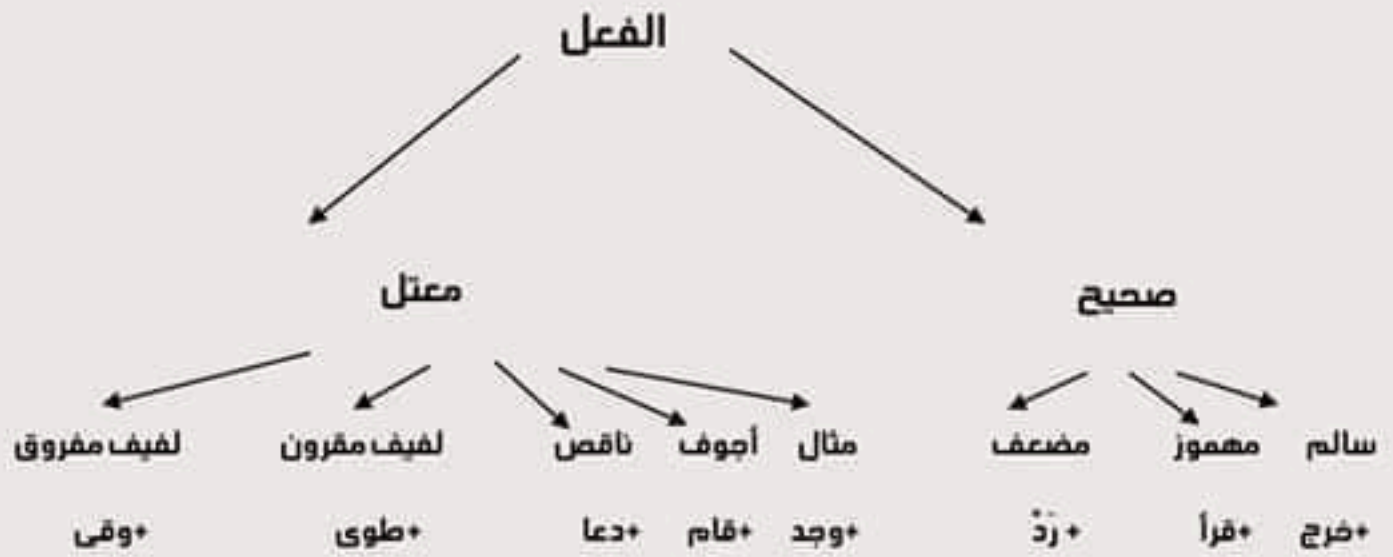 الفعل
صحيح معتل
سالم مهموز مضعف مثال أجوف ناقص لفيف مقرون لفيف مفروق
+خرج +قرأ + رَدْ +وجد +قام +دعا +طوى +وقى